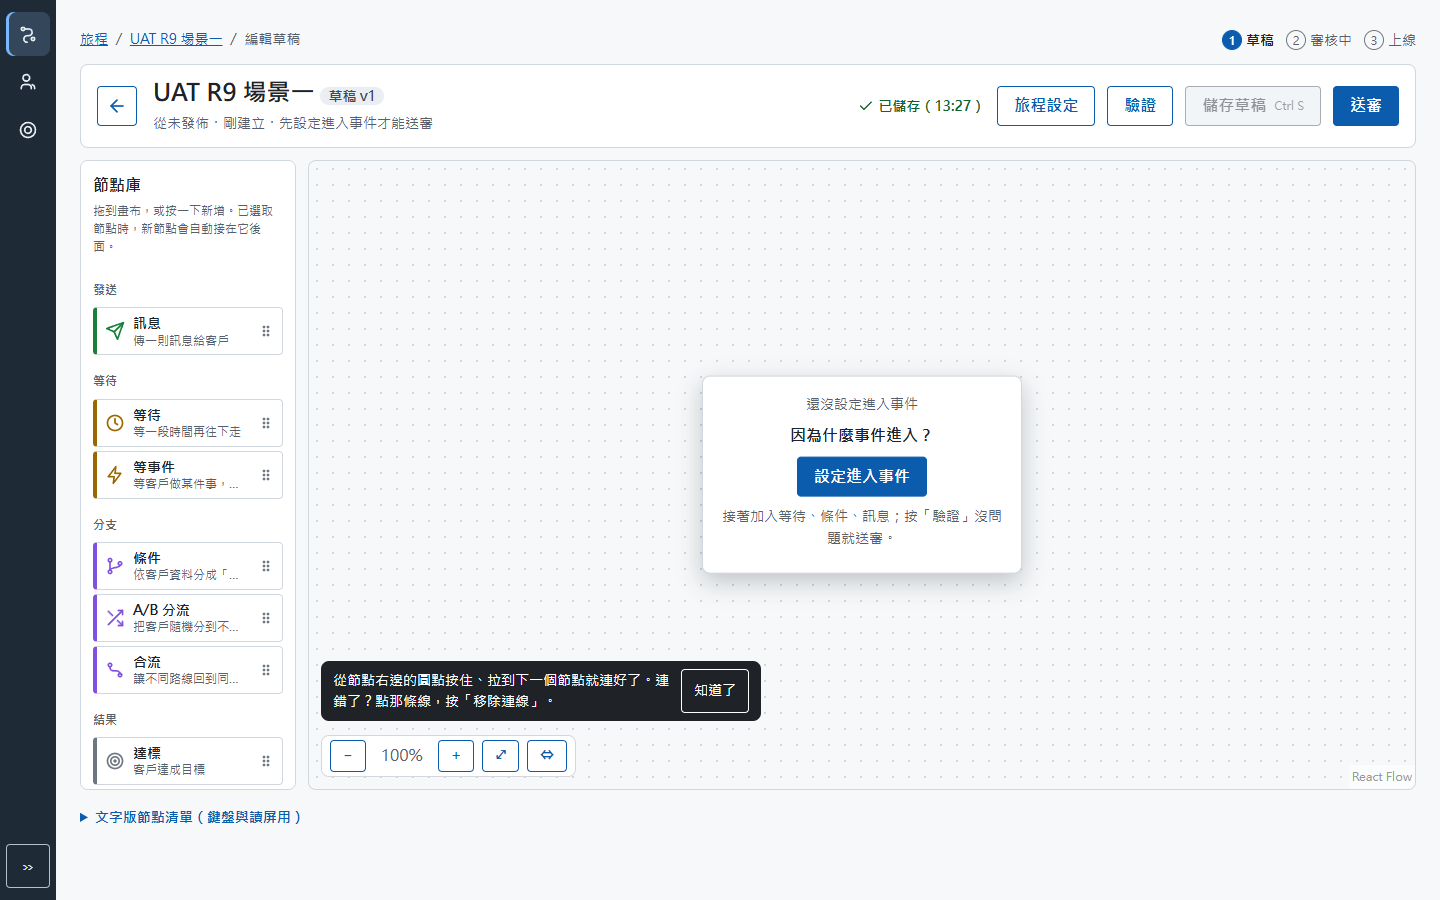 旅程 / UAT R9 場景一 / 編輯草稿
1 草稿 2 審核中 3 上線
UAT R9 場景一 草稿 v1
從未發佈・剛建立・先設定進入事件才能送審
已儲存（13:27）
旅程設定
驗證
儲存草稿 Ctrl S
送審
節點庫
拖到畫布，或按一下新增。已選取
節點時，新節點會自動接在它後
面。
發送
訊息
傳一則訊息給客戶
等待
等待
等一段時間再往下走
等事件
等客戶做某件事，...
分支
條件
依客戶資料分成「...
A/B 分流
把客戶隨機分到不...
合流
讓不同路線回到同...
結果
達標
客戶達成目標
還沒設定進入事件
因為什麼事件進入？
設定進入事件
接著加入等待、條件、訊息；按「驗證」沒問
題就送審。
從節點右邊的圓點按住、拉到下一個節點就連好了。連
錯了？點那條線，按「移除連線」。
知道了
− 100% +
React Flow
文字版節點清單（鍵盤與讀屏用）
»